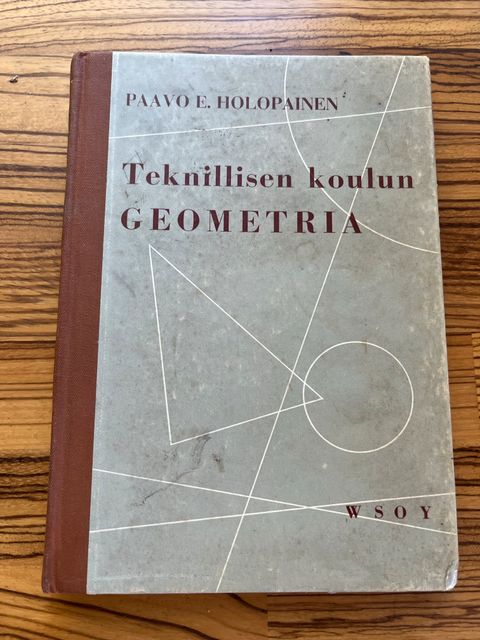 PAAVO E. HOLOPAINEN
Teknillisen koulun
GEOMETRIA
WSOY